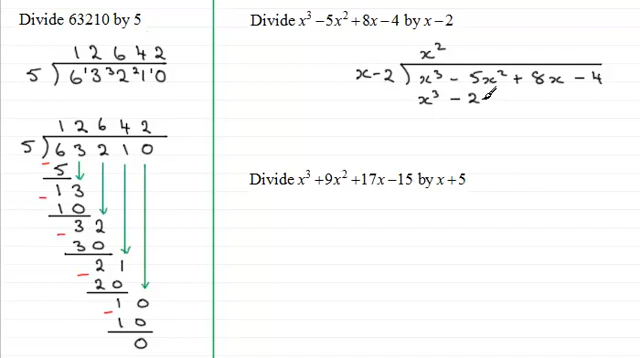 Divide 63210 by 5
1 2 6 4 2
5 ) 6 ¹3 ³2 ²1 ¹0
1 2 6 4 2
5 ) 6 3 2 1 0
- 5
1 3
- 1 0
3 2
- 3 0
2 1
- 2 0
1 0
- 1 0
0
Divide x³ −5x² +8x −4 by x − 2
x²
x - 2 ) x³ - 5x² + 8x - 4
x³ - 2
Divide x³ +9x² +17x −15 by x + 5